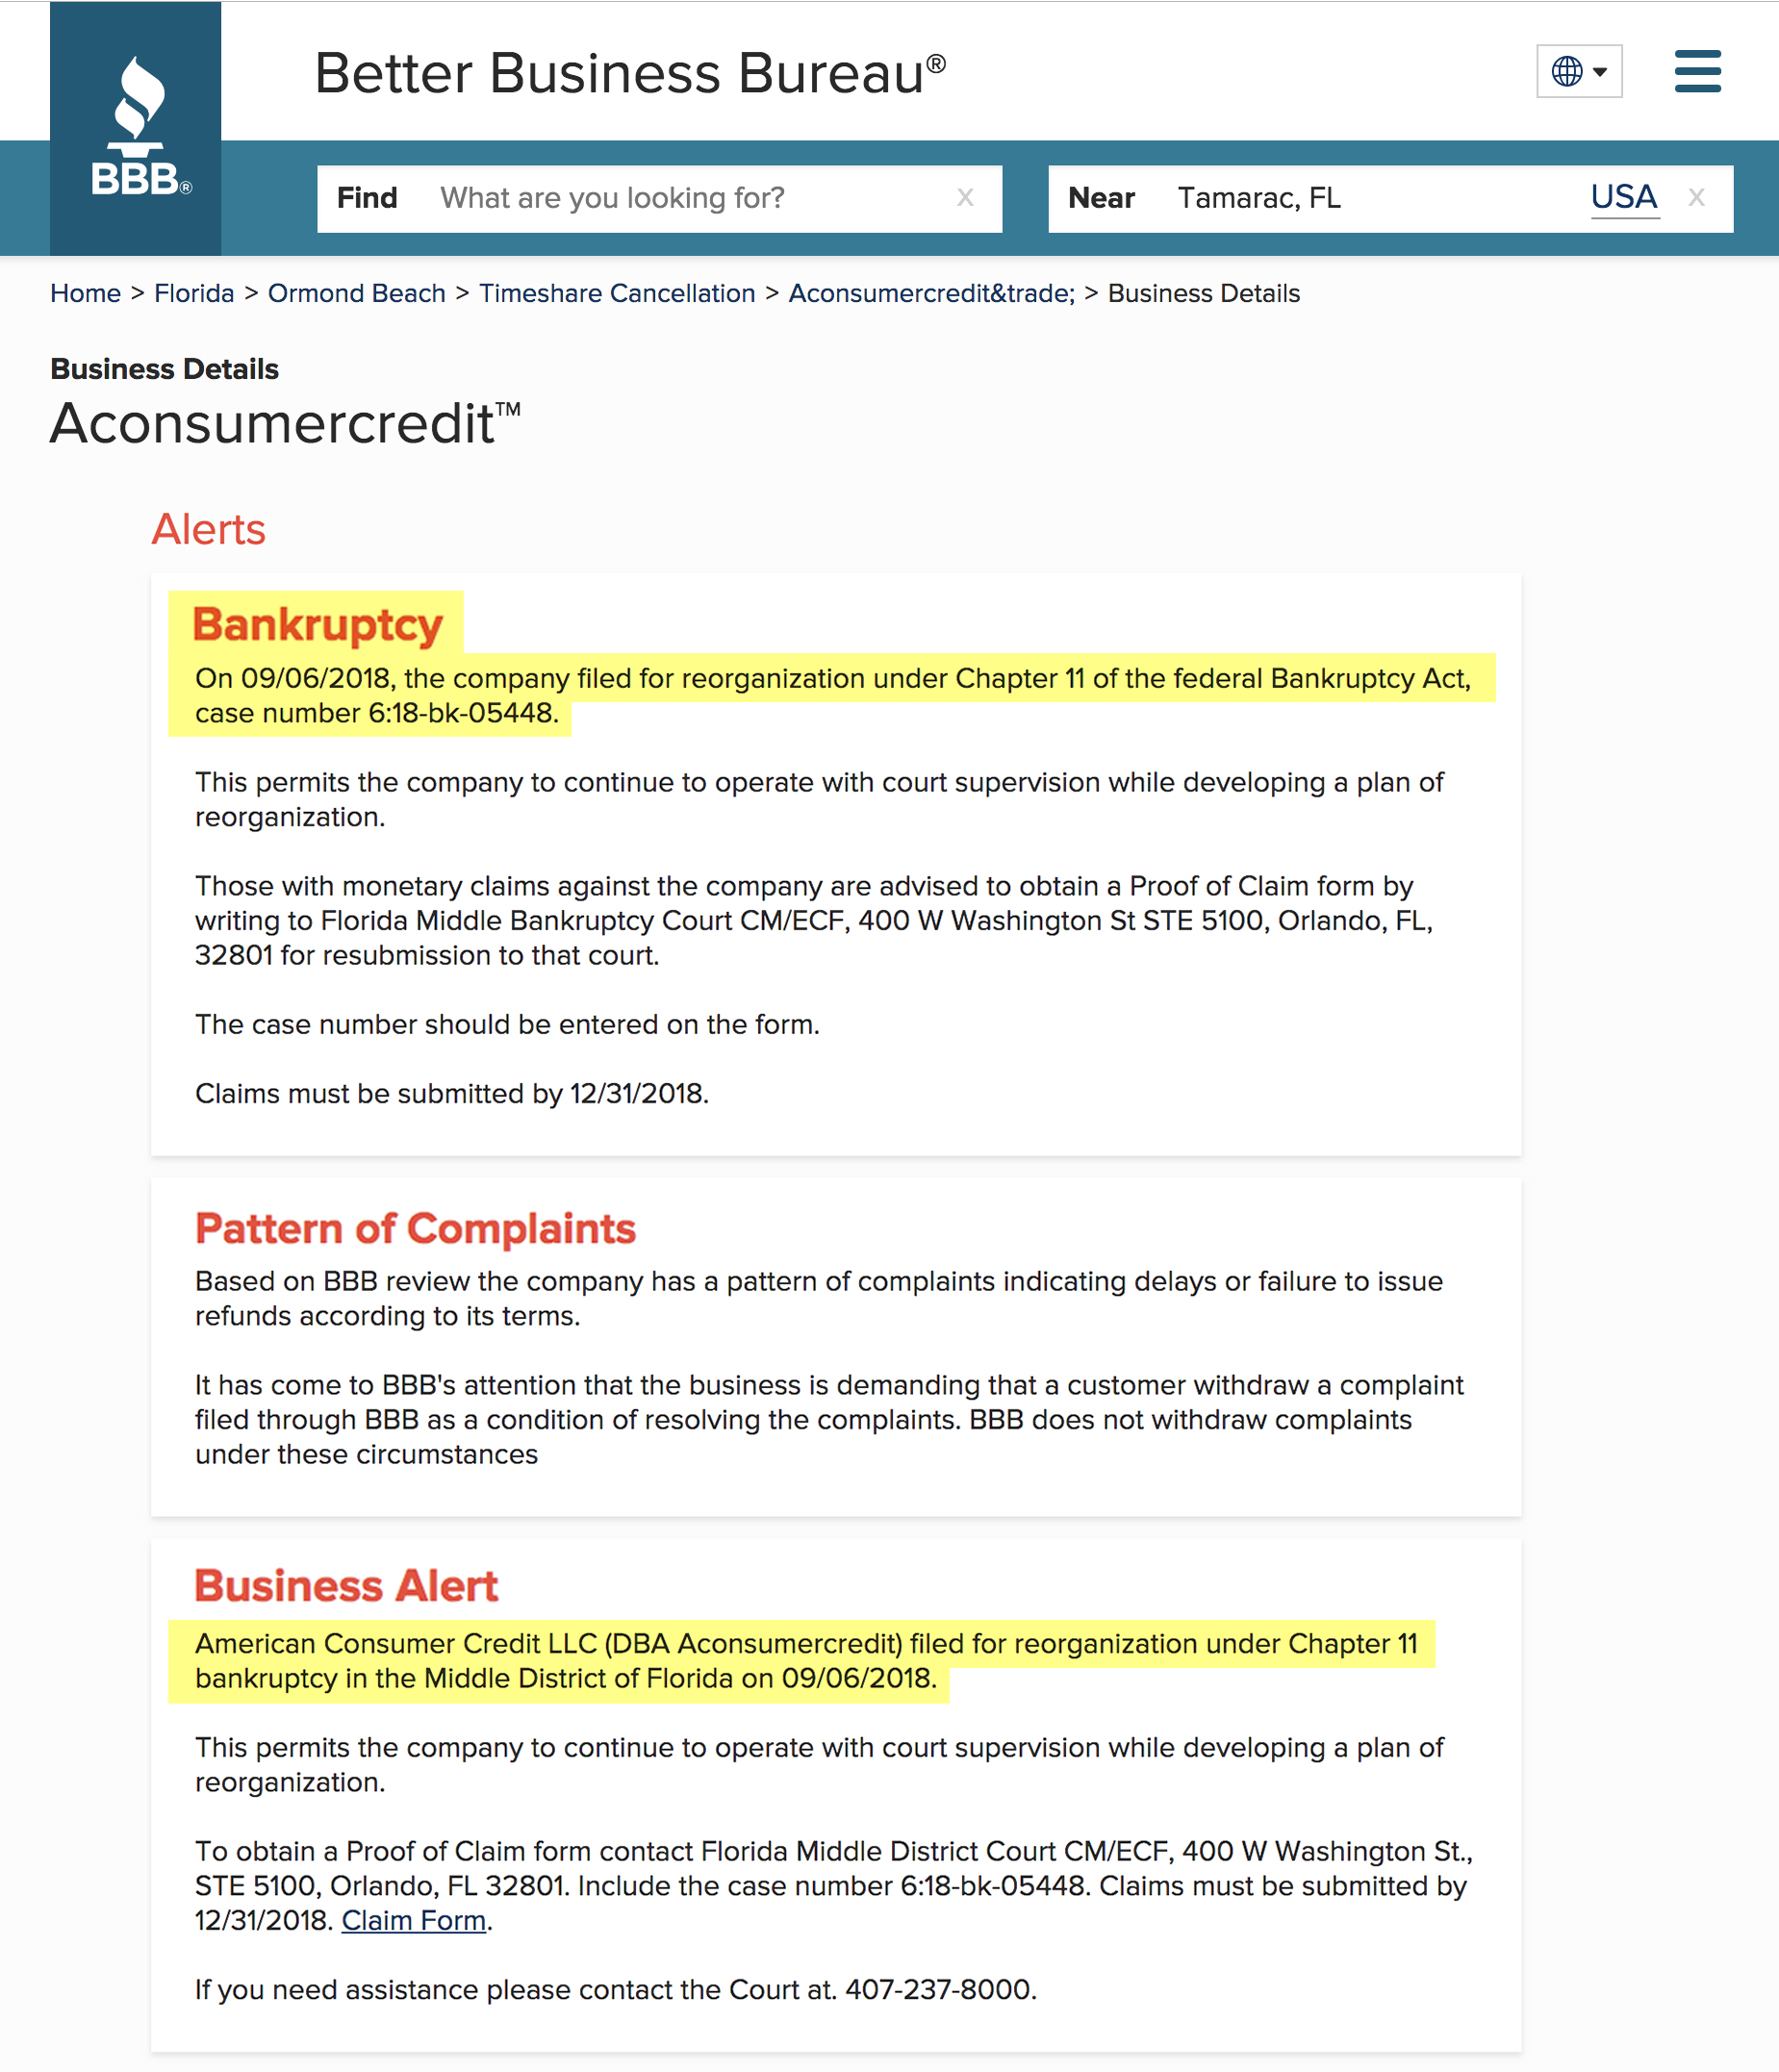 Better Business Bureau®
BBB®
Find What are you looking for? X
Near Tamarac, FL USA X
Home > Florida > Ormond Beach > Timeshare Cancellation > Aconsumercredit&trade; > Business Details
Business Details
Aconsumercredit™
Alerts
Bankruptcy
On 09/06/2018, the company filed for reorganization under Chapter 11 of the federal Bankruptcy Act,
case number 6:18-bk-05448.
This permits the company to continue to operate with court supervision while developing a plan of
reorganization.
Those with monetary claims against the company are advised to obtain a Proof of Claim form by
writing to Florida Middle Bankruptcy Court CM/ECF, 400 W Washington St STE 5100, Orlando, FL,
32801 for resubmission to that court.
The case number should be entered on the form.
Claims must be submitted by 12/31/2018.
Pattern of Complaints
Based on BBB review the company has a pattern of complaints indicating delays or failure to issue
refunds according to its terms.
It has come to BBB's attention that the business is demanding that a customer withdraw a complaint
filed through BBB as a condition of resolving the complaints. BBB does not withdraw complaints
under these circumstances
Business Alert
American Consumer Credit LLC (DBA Aconsumercredit) filed for reorganization under Chapter 11
bankruptcy in the Middle District of Florida on 09/06/2018.
This permits the company to continue to operate with court supervision while developing a plan of
reorganization.
To obtain a Proof of Claim form contact Florida Middle District Court CM/ECF, 400 W Washington St.,
STE 5100, Orlando, FL 32801. Include the case number 6:18-bk-05448. Claims must be submitted by
12/31/2018. Claim Form.
If you need assistance please contact the Court at. 407-237-8000.